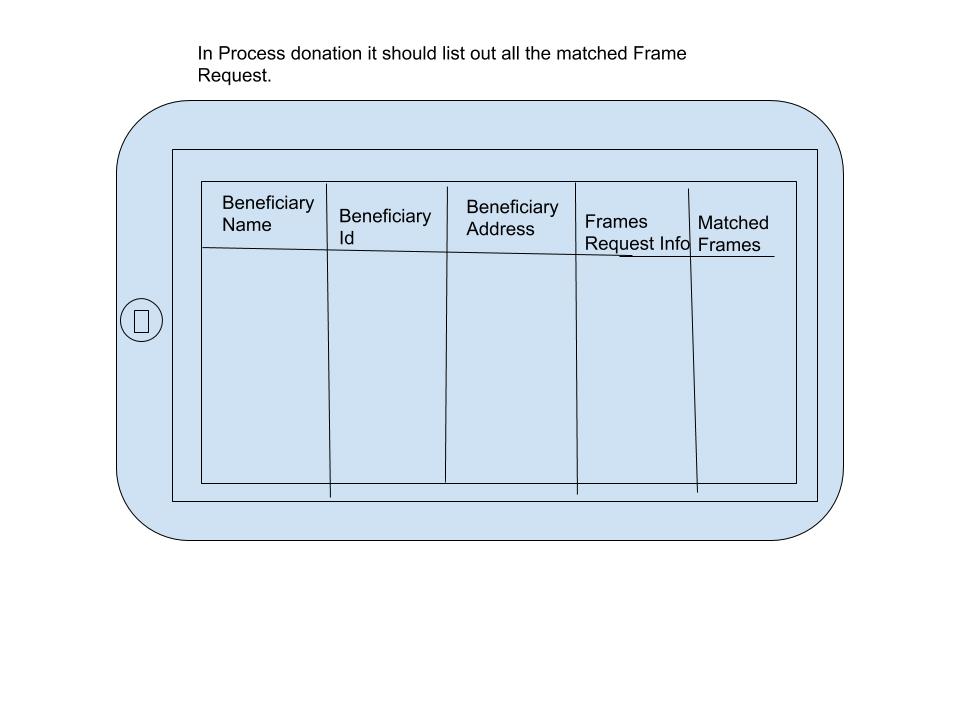 In Process donation it should list out all the matched Frame
Request.
Beneficiary
Name
Beneficiary
Id
Beneficiary
Address
Frames
Request Info
Matched
Frames